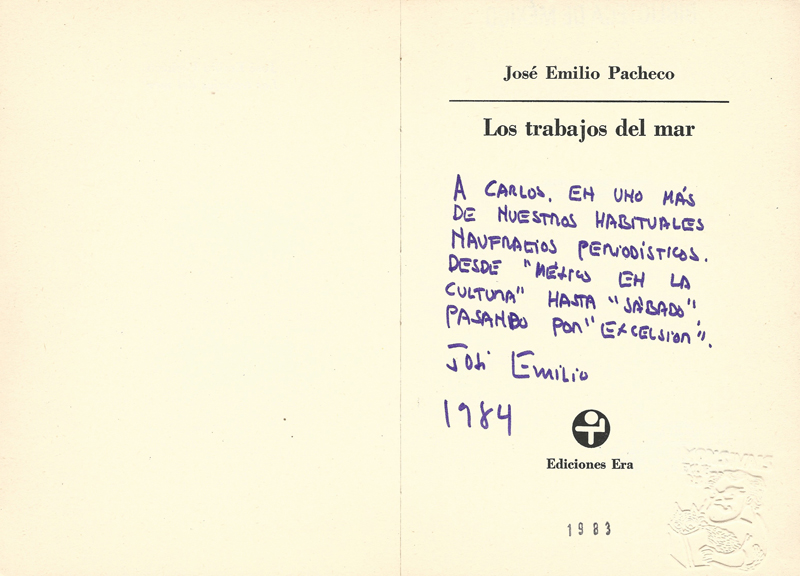 José Emilio Pacheco
Los trabajos del mar
A CARLOS, EN UNO MÁS
DE NUESTROS HABITUALES
NAUFRAGIOS PERIODÍSTICOS.
DESDE "MÉXICO EN LA
CULTURA" HASTA "SÁBADO"
PASANDO POR "EXCELSIOR".
José Emilio
1984
Ediciones Era
1983